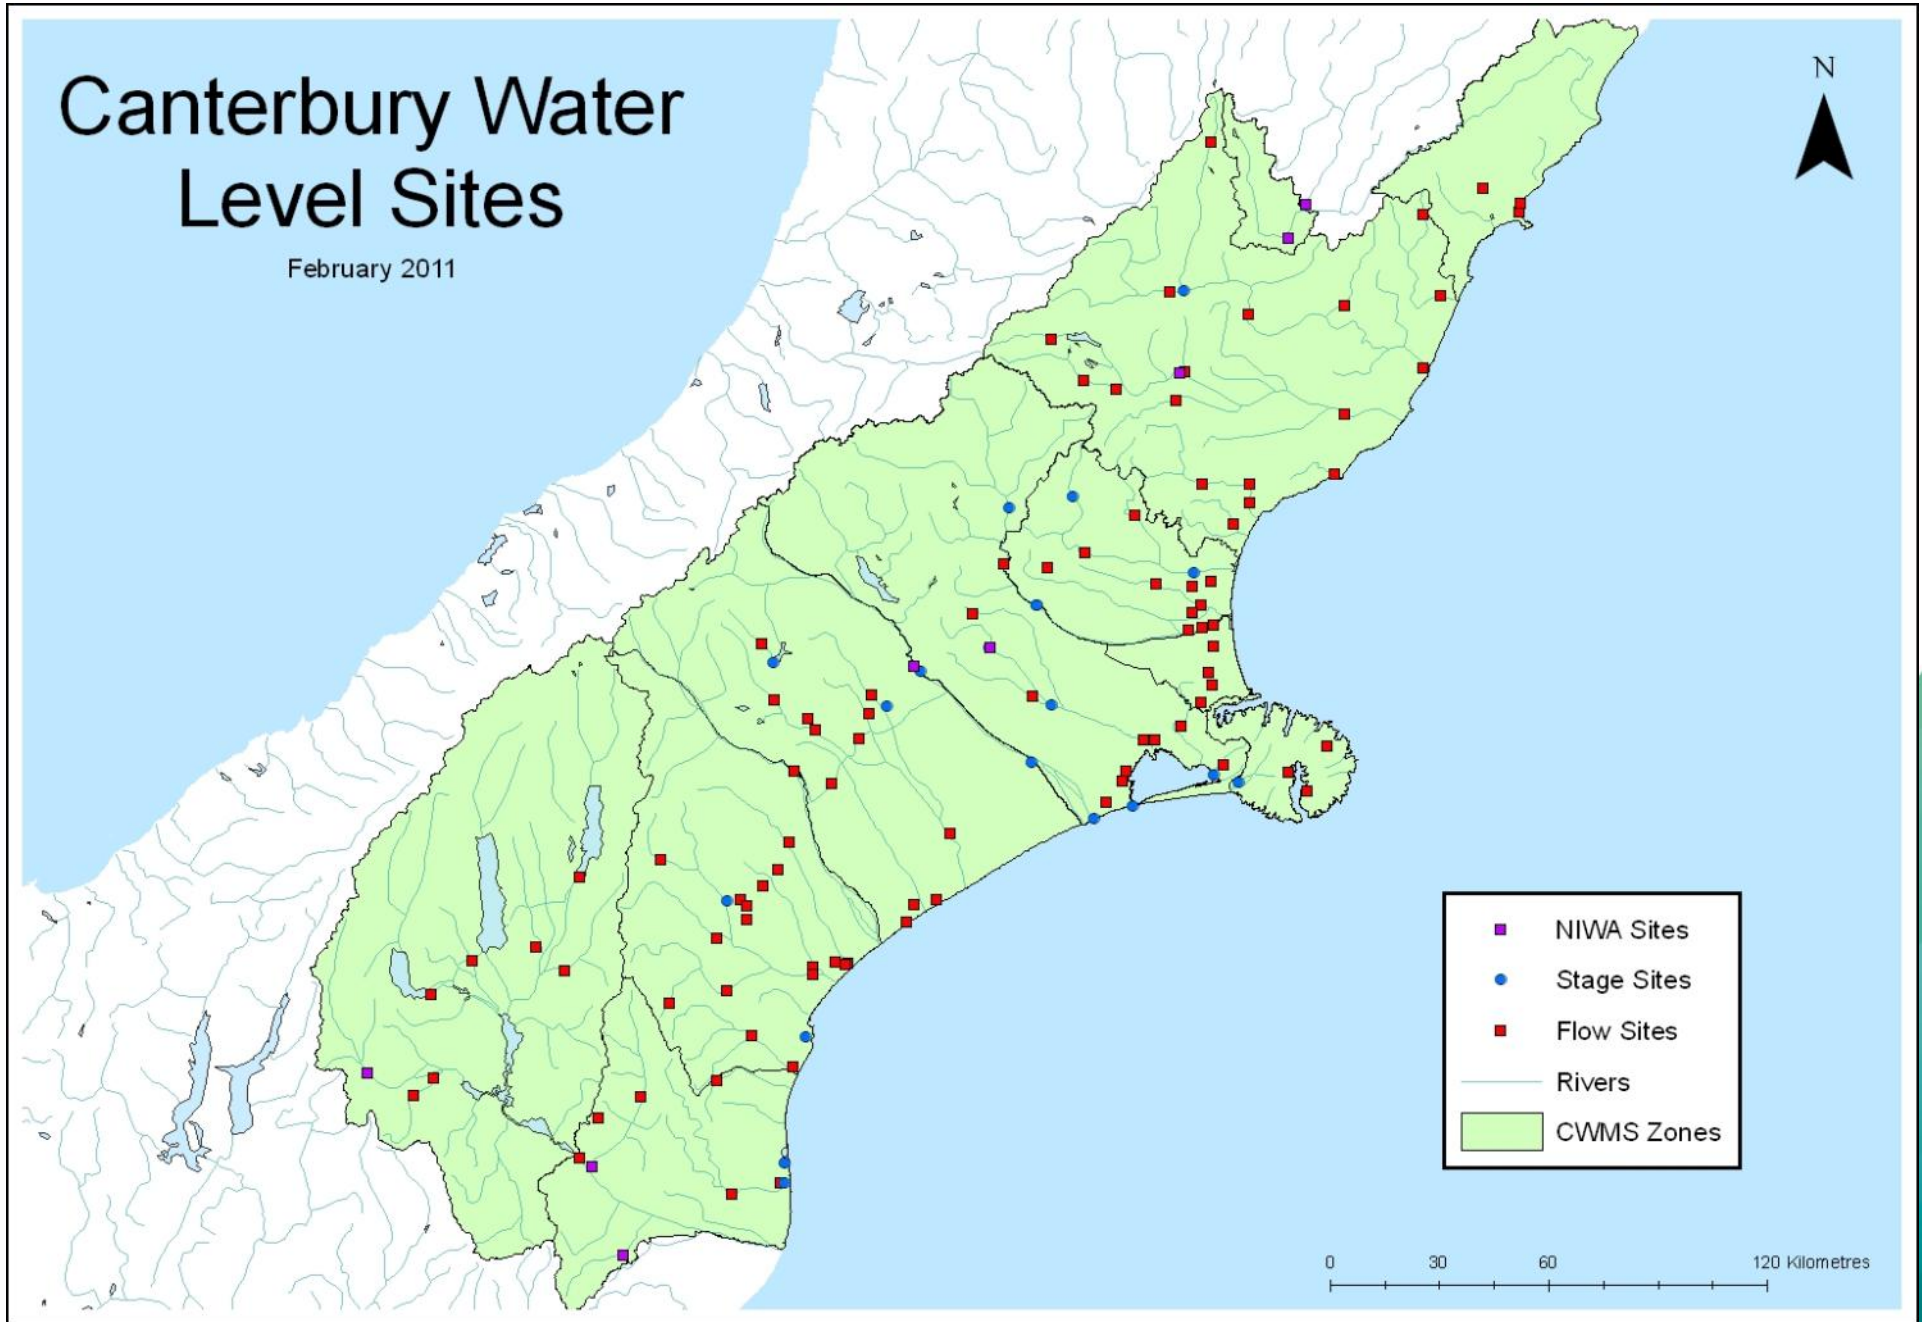 Canterbury Water
Level Sites
February 2011
N
NIWA Sites
Stage Sites
Flow Sites
Rivers
CWMS Zones
0 30 60 120 Kilometres